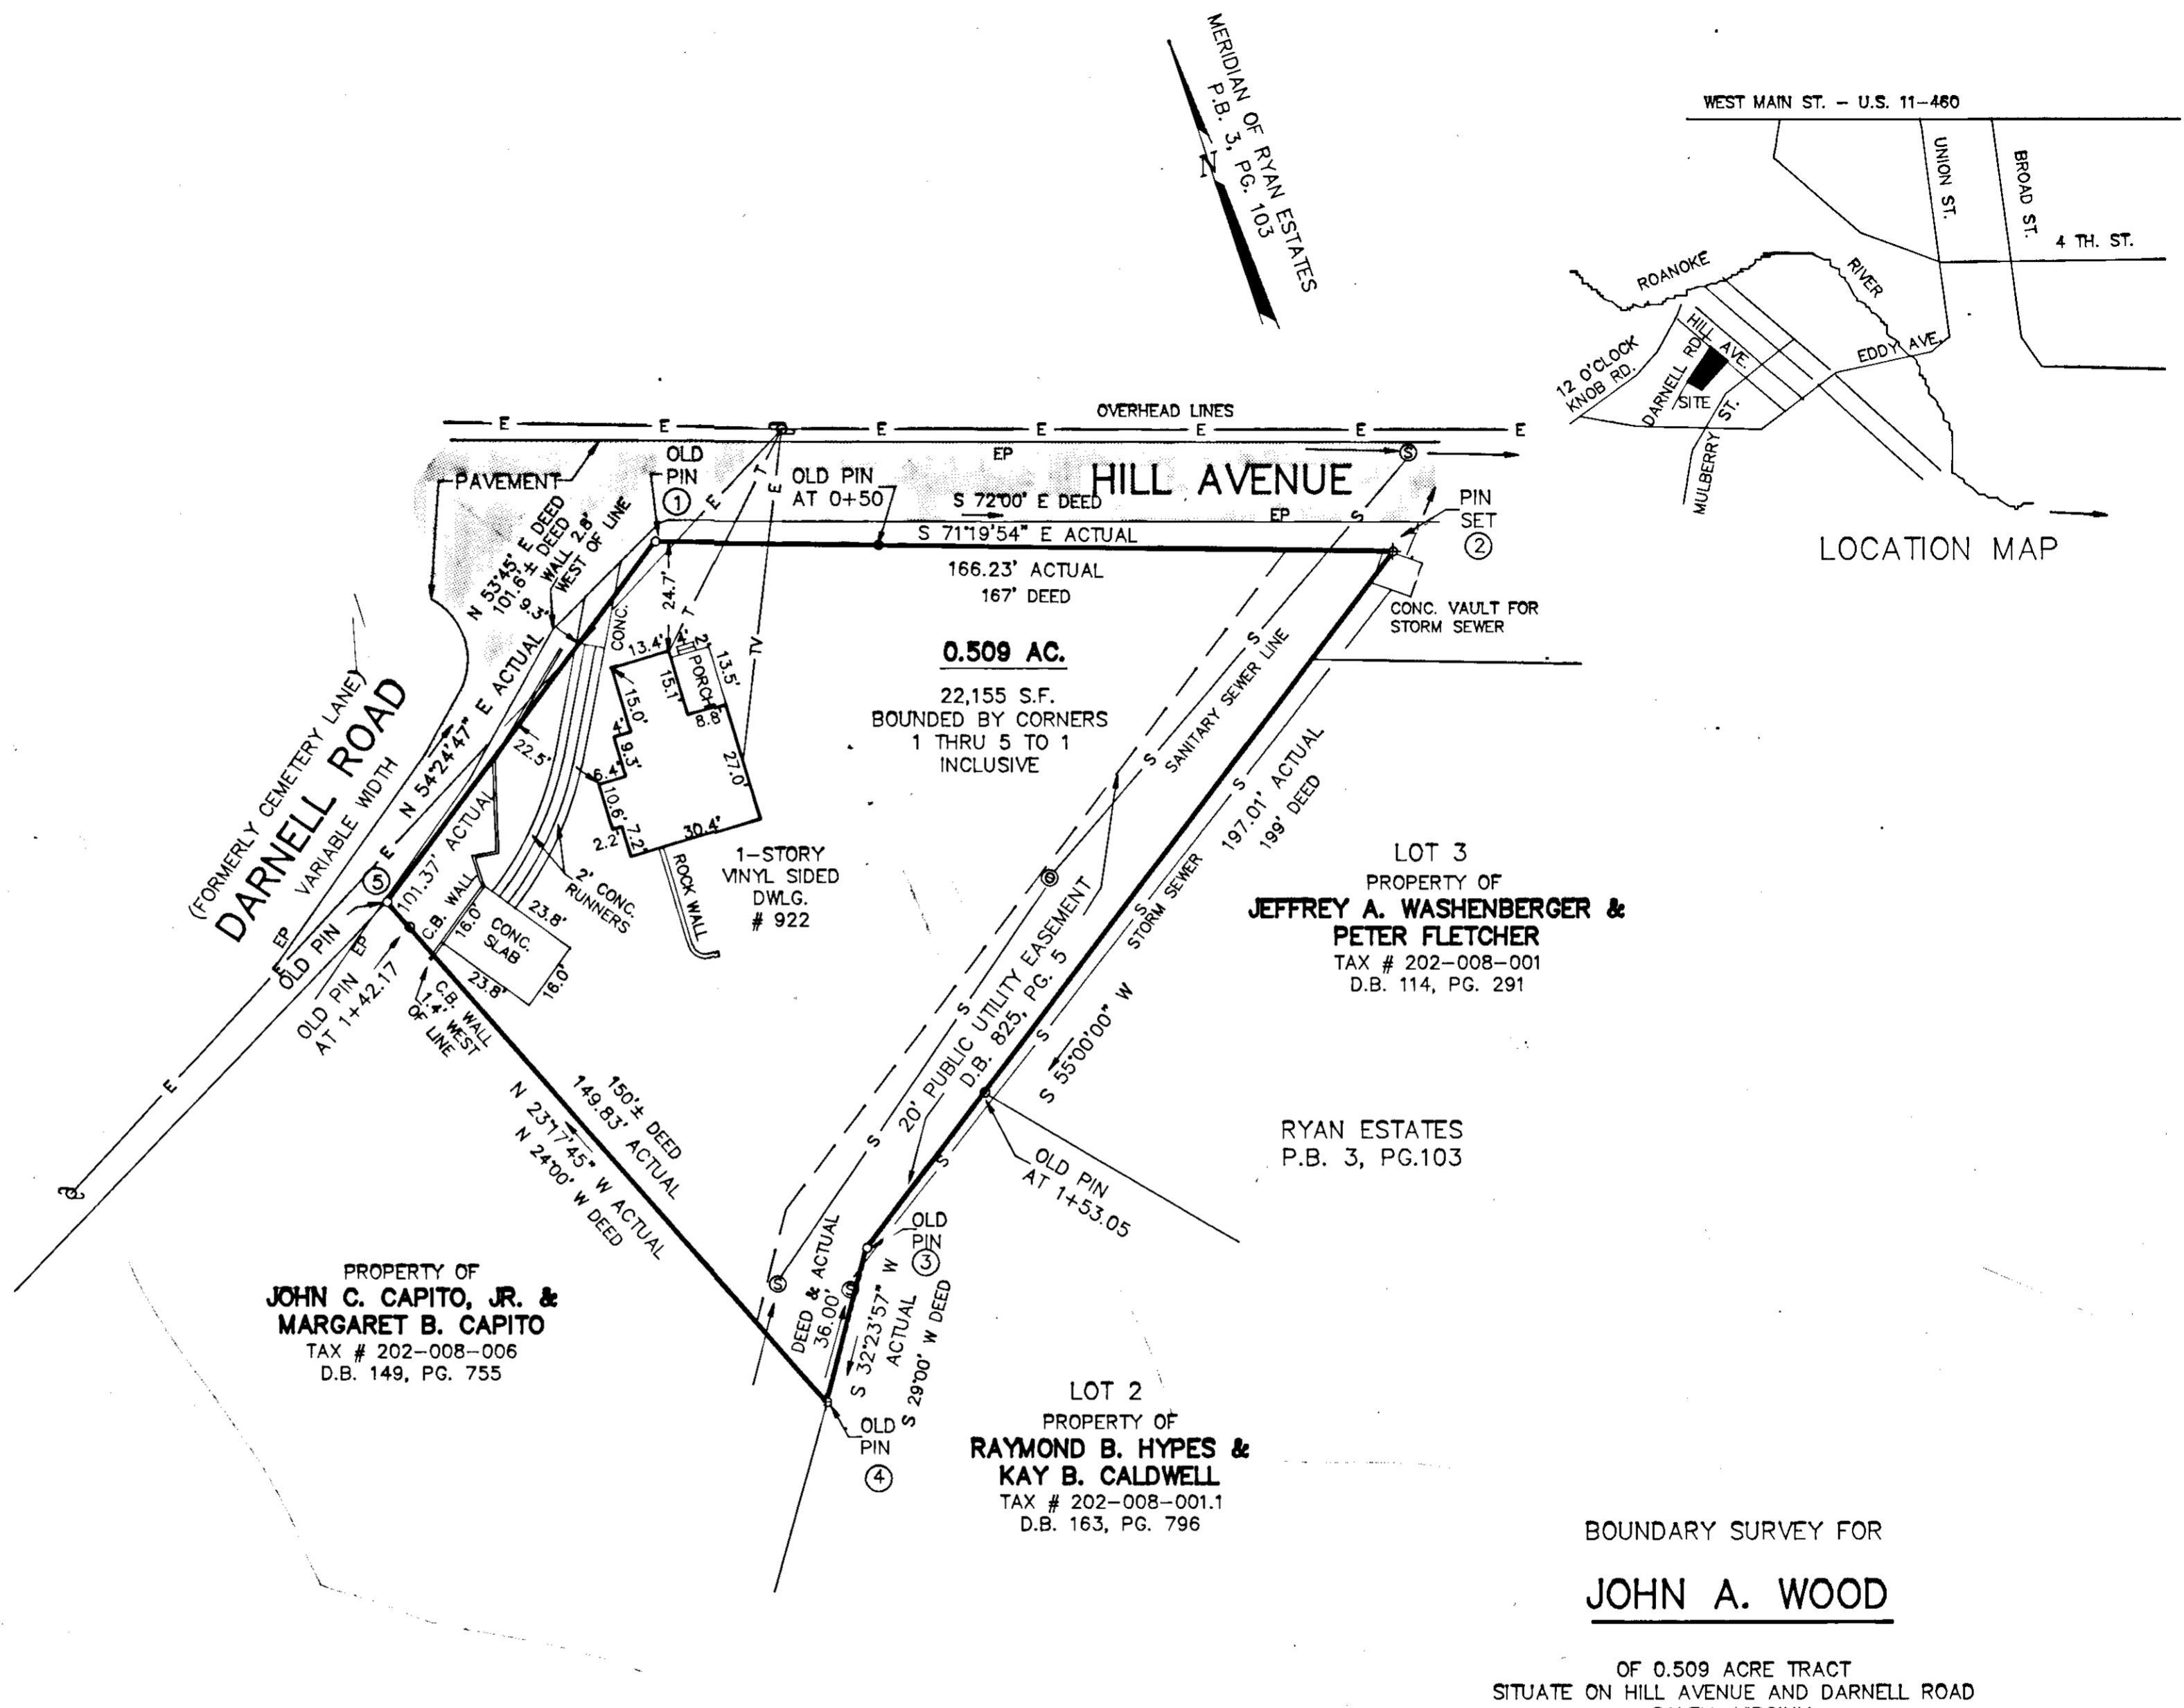 MERIDIAN OF RYAN ESTATES
P.B. 3, PG. 103
N
WEST MAIN ST. - U.S. 11-460
UNION ST.
BROAD ST.
4 TH. ST.
ROANOKE
RIVER
HILL AVE.
EDDY AVE.
12 O'CLOCK
KNOB RD.
DARNELL RD.
SITE
MULBERRY ST.
LOCATION MAP
OVERHEAD LINES
E E E E E E E
PAVEMENT
OLD
PIN
1
E
T
E
OLD PIN
AT 0+50
EP
HILL AVENUE
S
S 72°00' E DEED
EP
S
PIN
SET
2
S 71°19'54" E ACTUAL
166.23' ACTUAL
167' DEED
CONC. VAULT FOR
STORM SEWER
N 53°45' E DEED
101.6'± DEED
9.3'
WALL 2.8'
WEST OF LINE
CONC.
24.7'
T
TV
13.4'
4'
2'
13.5'
PORCH
15.1'
8.8'
15.0'
4'
9.3'
6.4'
10.6'
2.2'
7.2'
30.4'
27.0'
22.5'
0.509 AC.
22,155 S.F.
BOUNDED BY CORNERS
1 THRU 5 TO 1
INCLUSIVE
1-STORY
VINYL SIDED
DWLG.
# 922
ROCK WALL
2' CONC.
RUNNERS
(FORMERLY CEMETERY LANE)
DARNELL ROAD
VARIABLE WIDTH
N 54°24'47" E ACTUAL
101.37' ACTUAL
E
5
EP
E
OLD PIN
EP
OLD PIN
AT 1+42.17
C.B. WALL
16.0'
23.8'
CONC.
SLAB
23.8'
16.0'
C.B. WALL
1.4' WEST
OF LINE
E
150'± DEED
149.83' ACTUAL
N 23°17'45" W ACTUAL
N 24°00' W DEED
S
S
SANITARY SEWER LINE
S
S
STORM SEWER
S
197.01' ACTUAL
199' DEED
S 55°00'00" W
20' PUBLIC UTILITY EASEMENT
D.B. 825, PG. 5
S
S
S
S
S
OLD PIN
AT 1+53.05
LOT 3
PROPERTY OF
JEFFREY A. WASHENBERGER &
PETER FLETCHER
TAX # 202-008-001
D.B. 114, PG. 291
RYAN ESTATES
P.B. 3, PG.103
OLD
PIN
3
DEED & ACTUAL
36.00'
S 32°23'57" W
ACTUAL
S 29°00' W DEED
OLD
PIN
4
PROPERTY OF
JOHN C. CAPITO, JR. &
MARGARET B. CAPITO
TAX # 202-008-006
D.B. 149, PG. 755
LOT 2
PROPERTY OF
RAYMOND B. HYPES &
KAY B. CALDWELL
TAX # 202-008-001.1
D.B. 163, PG. 796
BOUNDARY SURVEY FOR
JOHN A. WOOD
OF 0.509 ACRE TRACT
SITUATE ON HILL AVENUE AND DARNELL ROAD